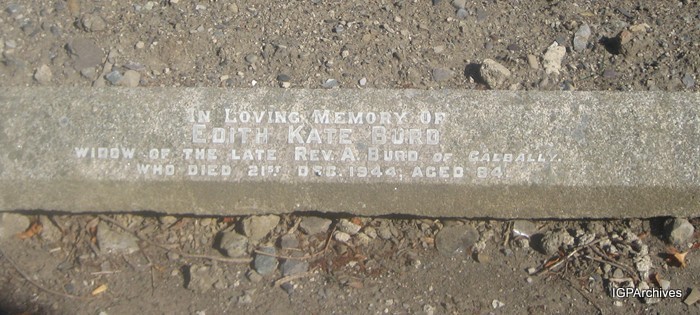 In Loving Memory Of
Edith Kate Burd
Widow of the late Rev. A. Burd of Galbally.
Who died 21st Dec. 1944, aged 84.
IGPArchives